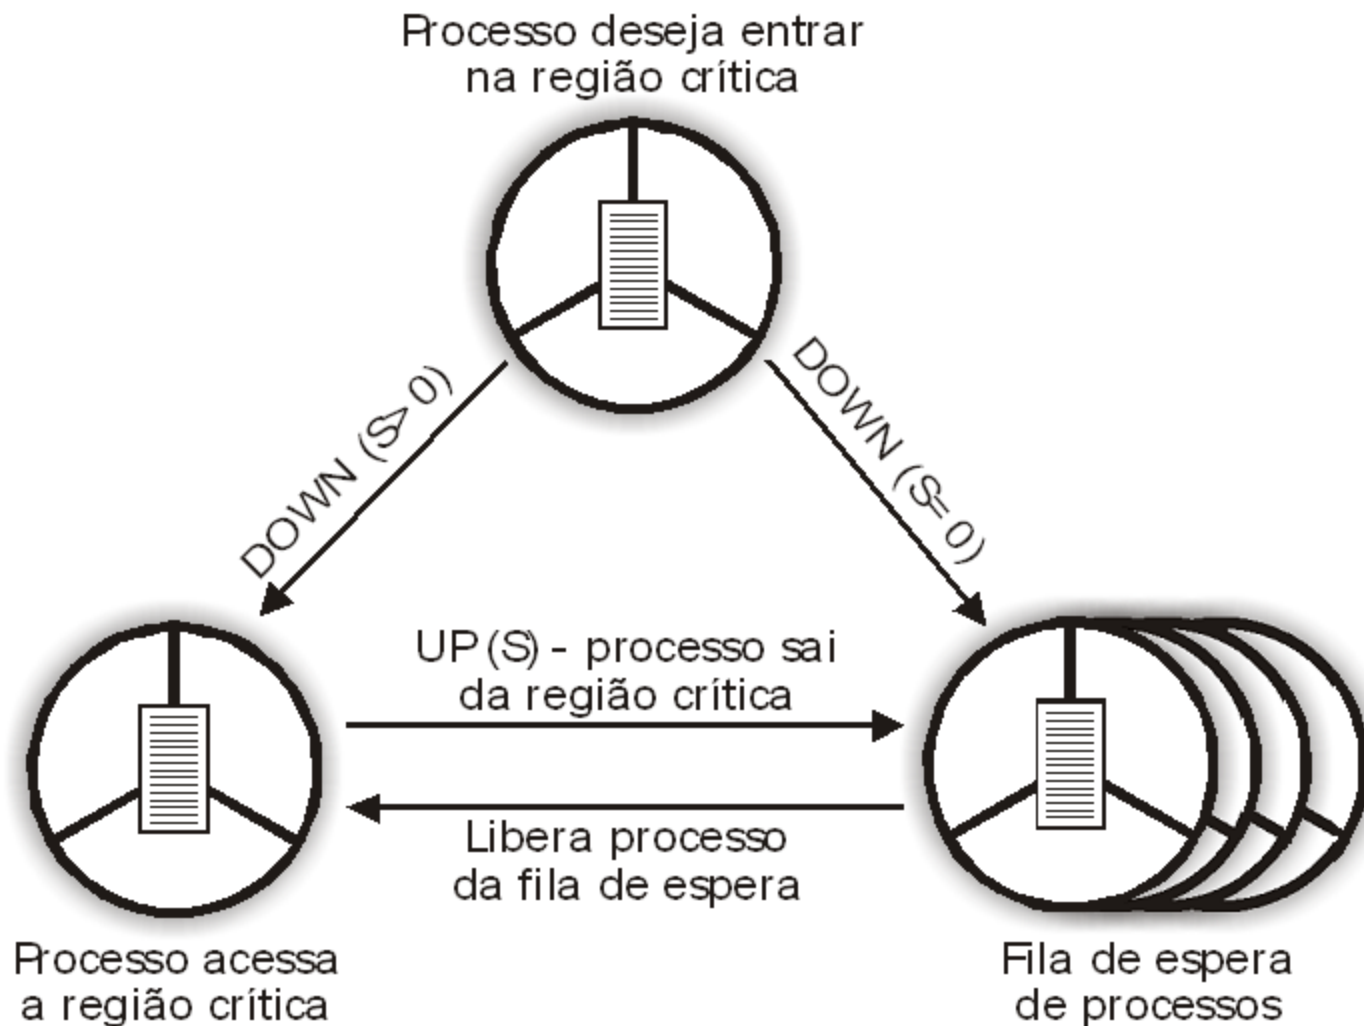 Processo deseja entrar
na região crítica
DOWN (S> 0)
DOWN (S= 0)
UP (S) - processo sai
da região crítica
Libera processo
da fila de espera
Processo acessa
a região crítica
Fila de espera
de processos